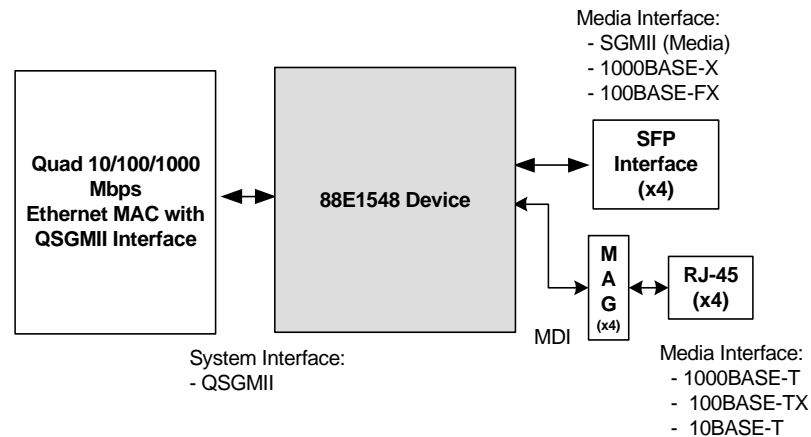 Media Interface:
- SGMII (Media)
- 1000BASE-X
- 100BASE-FX
Quad 10/100/1000
Mbps
Ethernet MAC with
QSGMII Interface
88E1548 Device
SFP
Interface
(x4)
M
A
G
(x4)
RJ-45
(x4)
MDI
System Interface:
- QSGMII
Media Interface:
- 1000BASE-T
- 100BASE-TX
- 10BASE-T